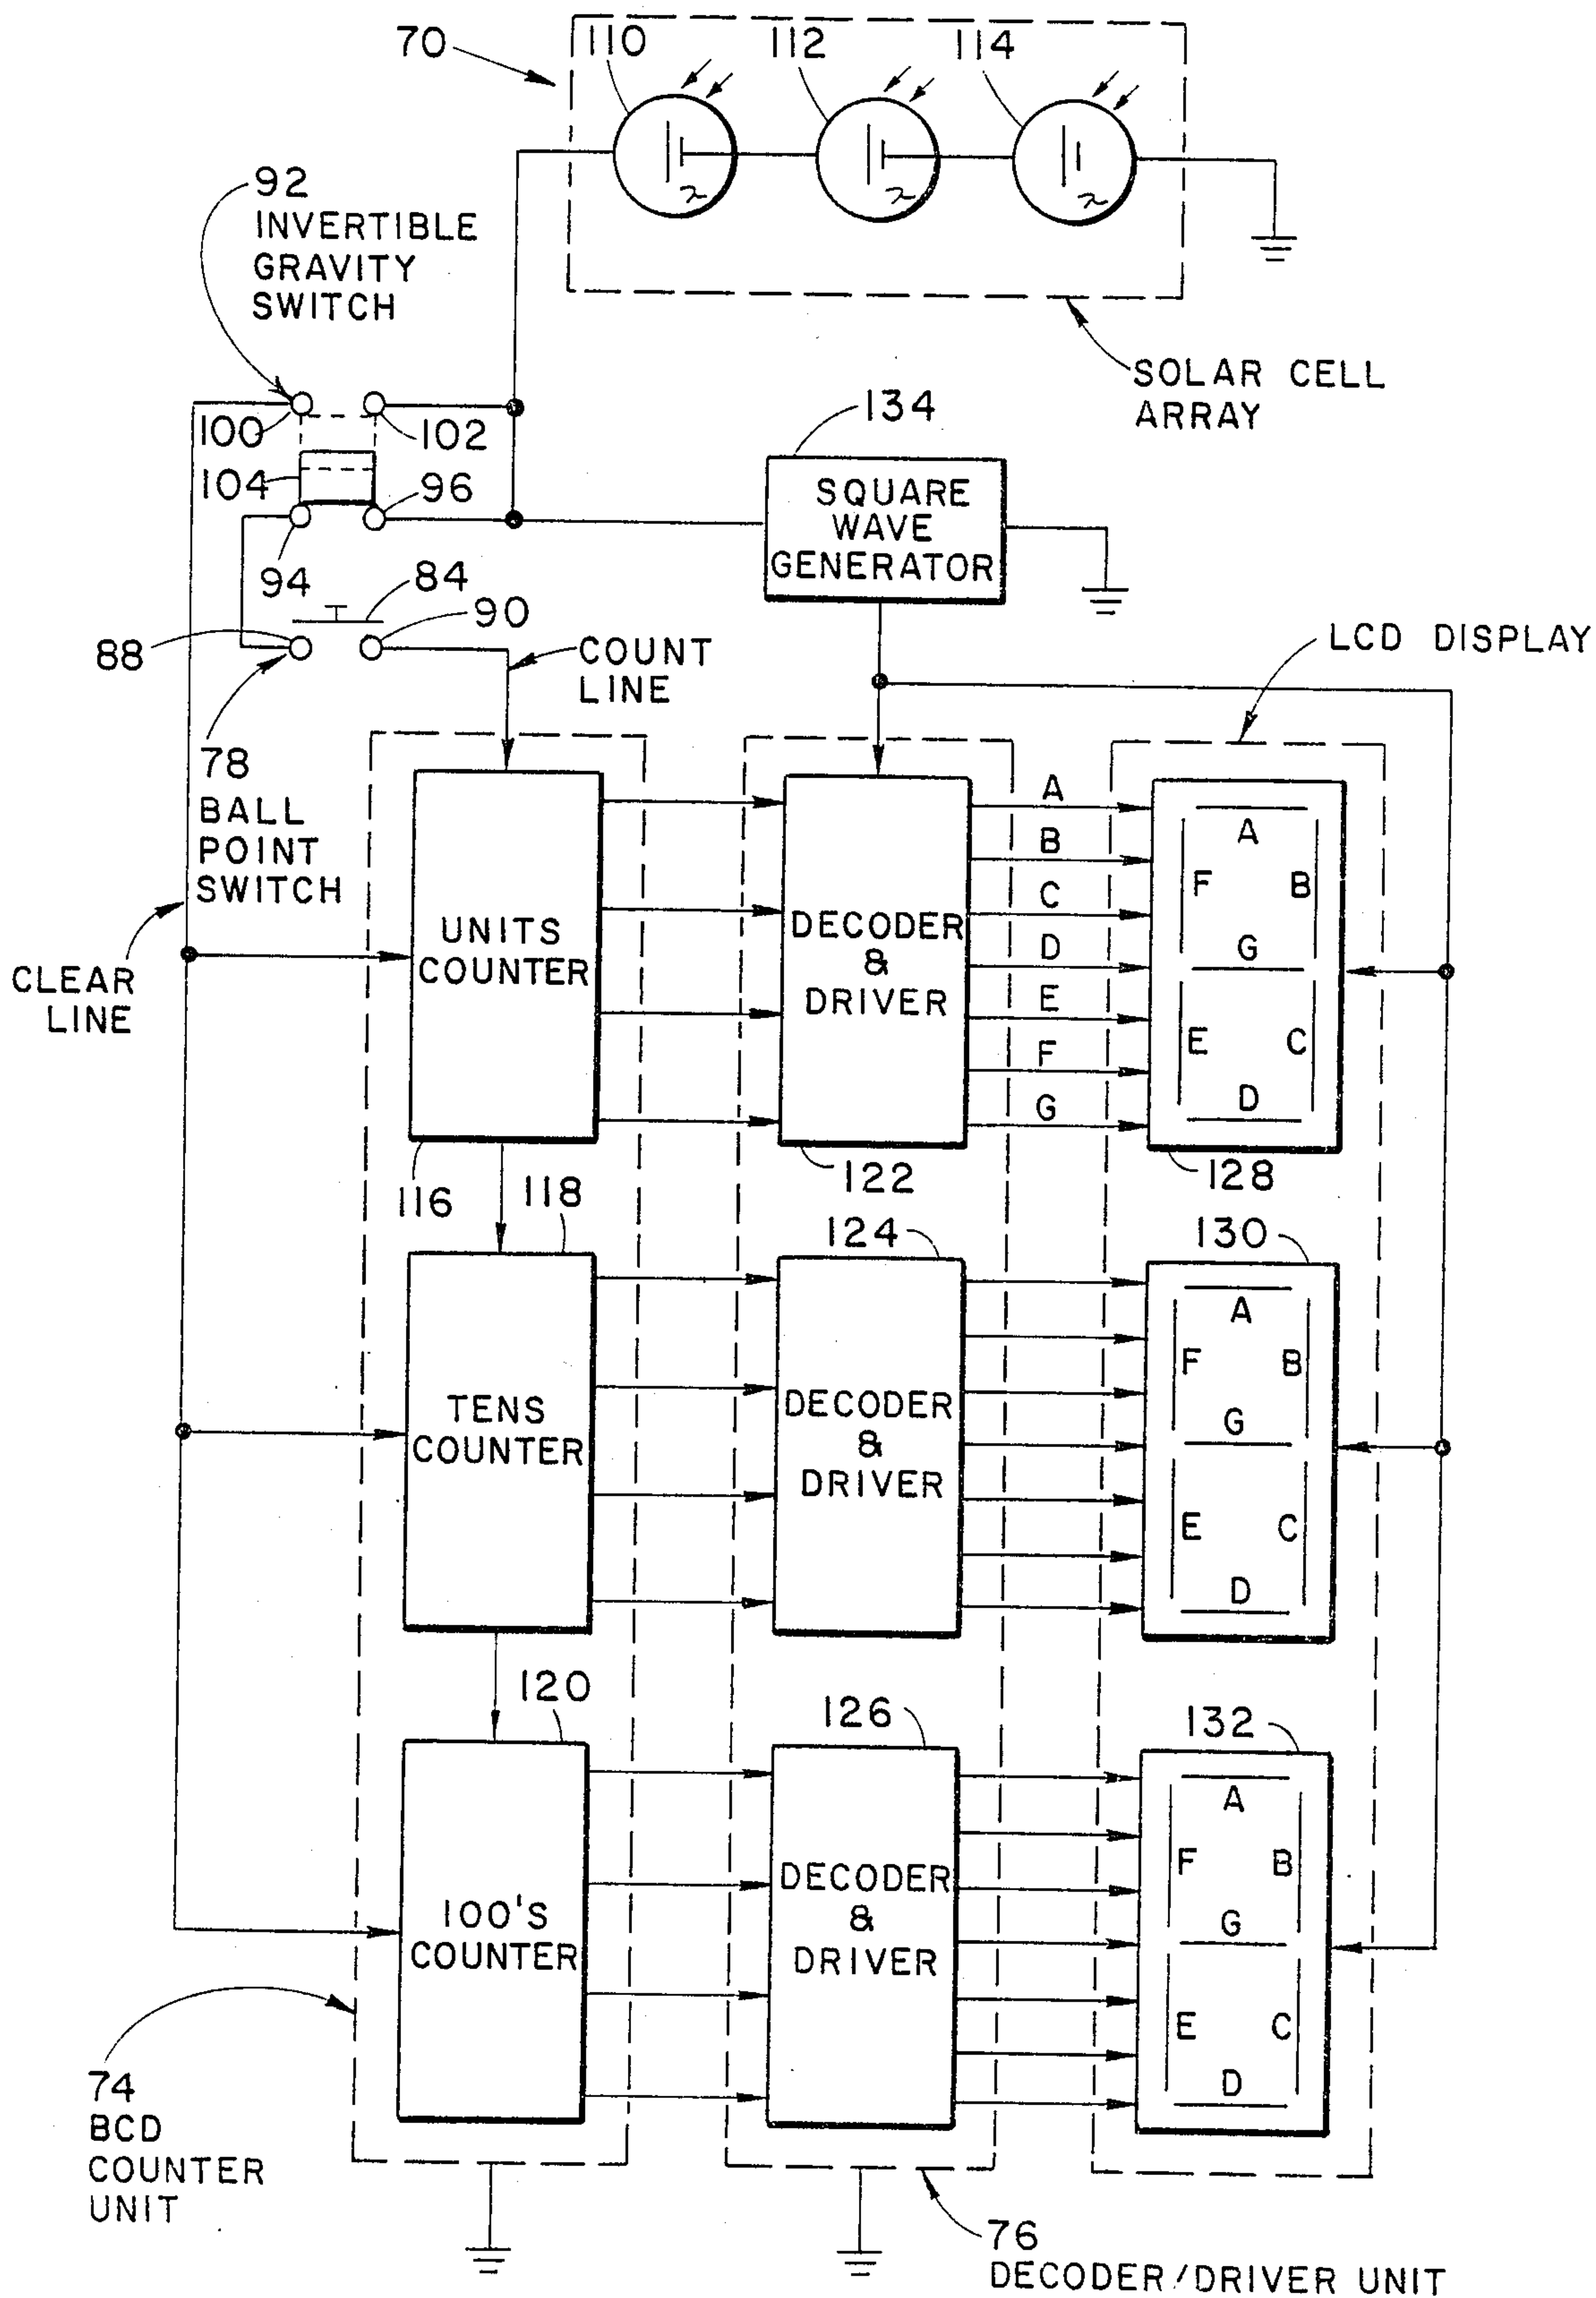 70
110
112
114
92
INVERTIBLE
GRAVITY
SWITCH
SOLAR CELL
ARRAY
100
102
104
96
94
134
SQUARE
WAVE
GENERATOR
84
90
88
COUNT
LINE
LCD DISPLAY
78
BALL
POINT
SWITCH
CLEAR
LINE
UNITS
COUNTER
116
DECODER
&
DRIVER
122
A
B
C
D
E
F
G
A
F B
G
E C
D
128
118
TENS
COUNTER
124
DECODER
&
DRIVER
130
A
F B
G
E C
D
120
100'S
COUNTER
126
DECODER
&
DRIVER
132
A
F B
G
E C
D
74
BCD
COUNTER
UNIT
76
DECODER/DRIVER UNIT